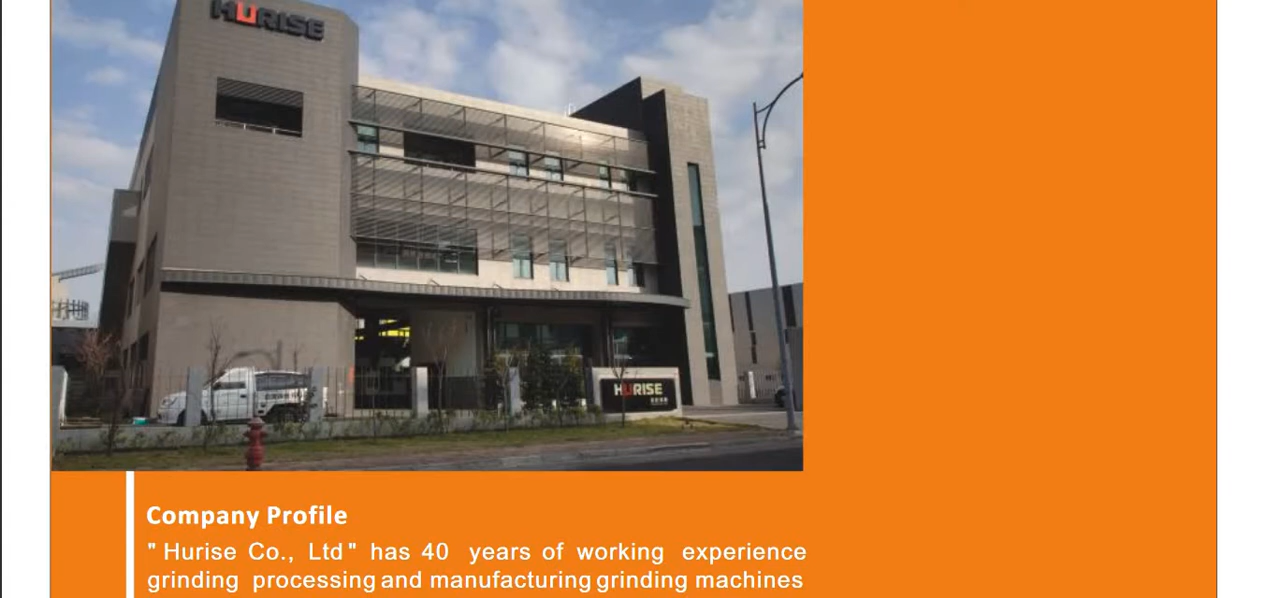 HURISE
HURISE
Company Profile
" Hurise Co., Ltd" has 40 years of working experience
grinding processing and manufacturing grinding machines